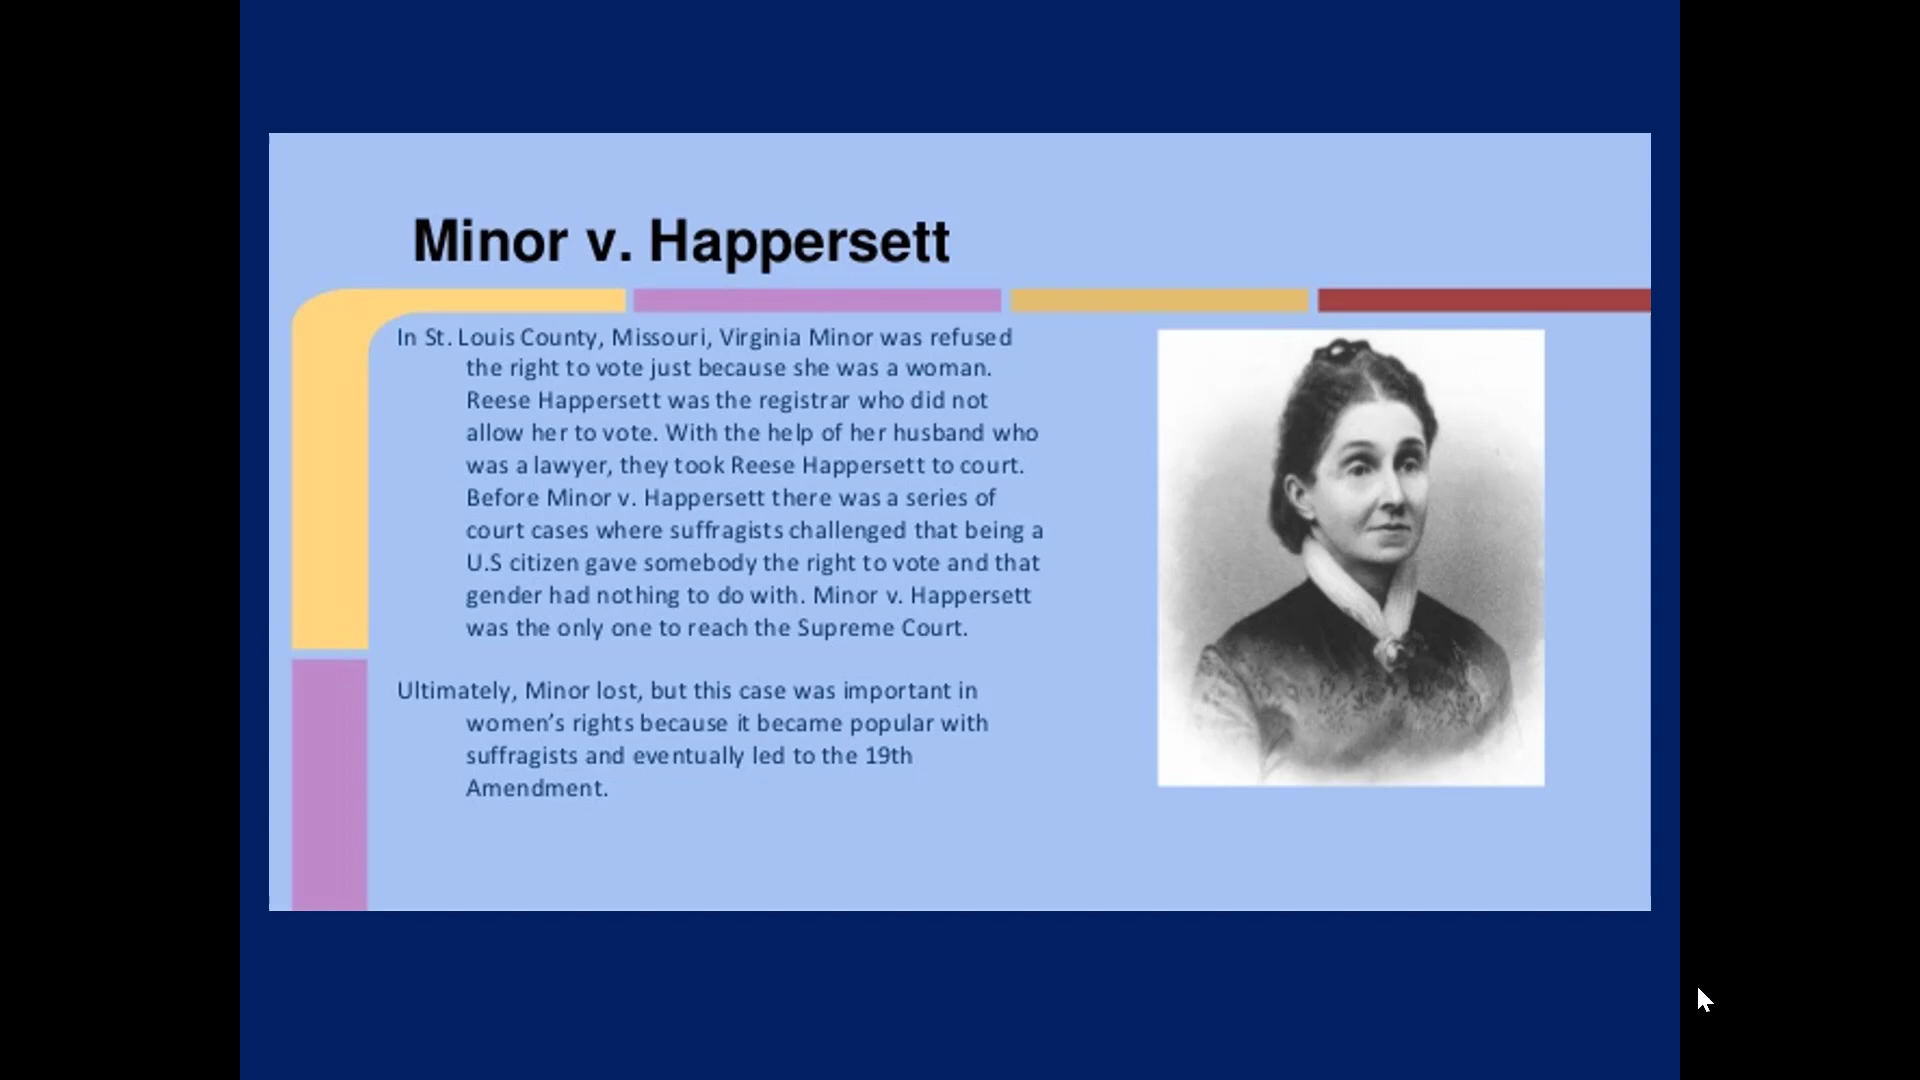 Minor v. Happersett
In St. Louis County, Missouri, Virginia Minor was refused
the right to vote just because she was a woman.
Reese Happersett was the registrar who did not
allow her to vote. With the help of her husband who
was a lawyer, they took Reese Happersett to court.
Before Minor v. Happersett there was a series of
court cases where suffragists challenged that being a
U.S citizen gave somebody the right to vote and that
gender had nothing to do with. Minor v. Happersett
was the only one to reach the Supreme Court.
Ultimately, Minor lost, but this case was important in
women’s rights because it became popular with
suffragists and eventually led to the 19th
Amendment.